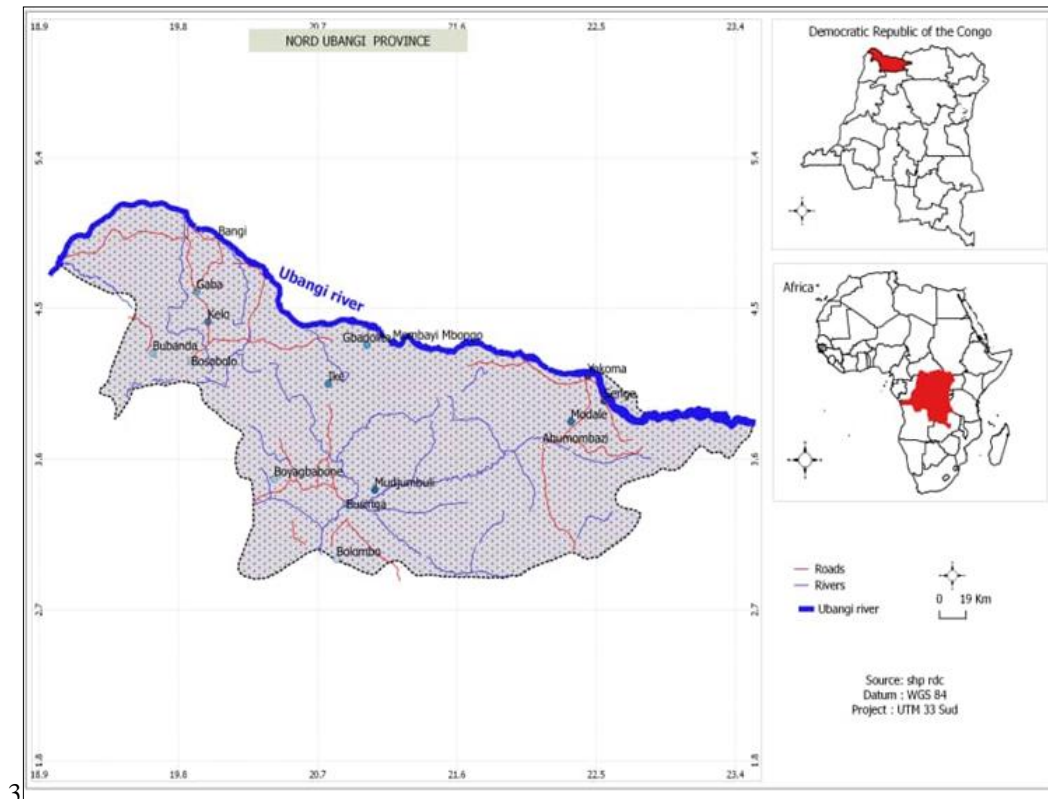 18.9 19.8 20.7 21.6 22.5 23.4
NORD UBANGI PROVINCE
5.4 5.4
Bangi
Gaba
Ubangi river
4.5 4.5
Kelo
Gbadolite Mombayi Mbongo
Bubanda
Bosobolo
Yakoma
Ike
Modale
Abumombazi
3.6 3.6
Boyagbabone
Mudjumbuli
Businga
Bolombo
2.7 2.7
1.8 1.8
18.9 19.8 20.7 21.6 22.5 23.4
Democratic Republic of the Congo
Africa
Roads
Rivers
Ubangi river
0 19 Km
Source: shp rdc
Datum : WGS 84
Project : UTM 33 Sud
3